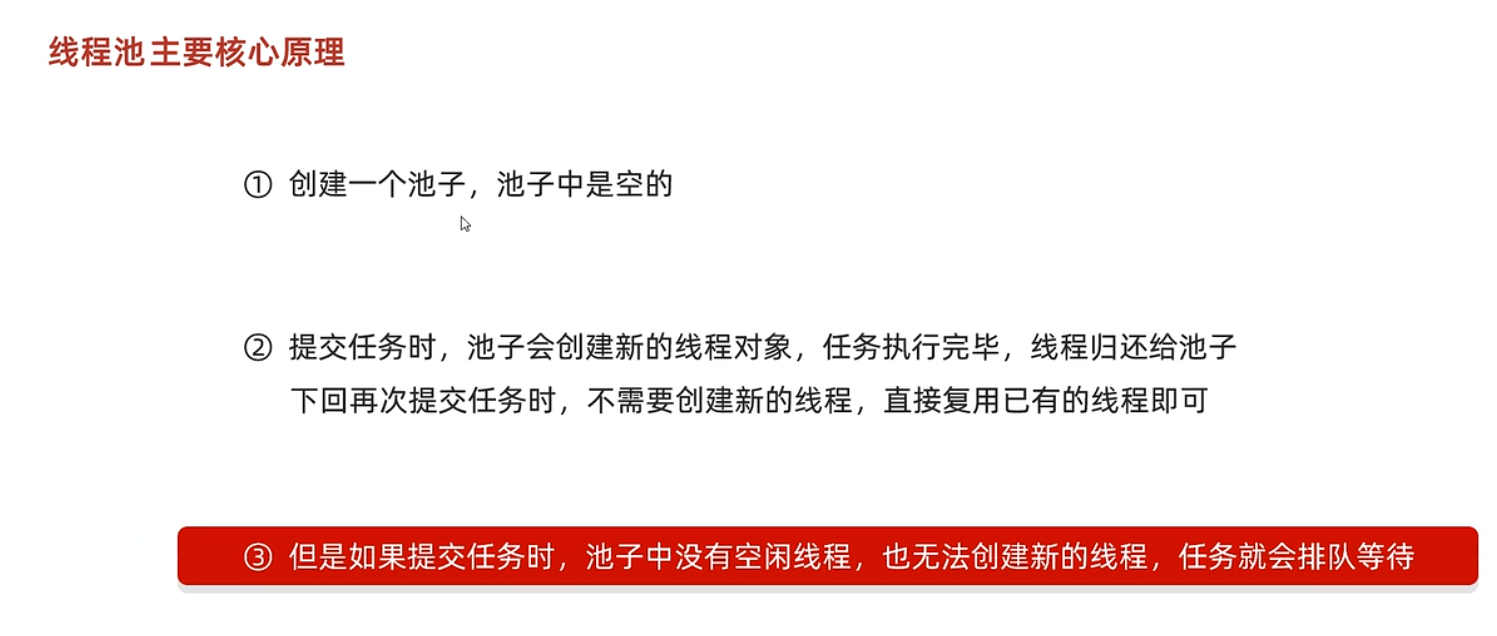 线程池主要核心原理
① 创建一个池子，池子中是空的
② 提交任务时，池子会创建新的线程对象，任务执行完毕，线程归还给池子
下回再次提交任务时，不需要创建新的线程，直接复用已有的线程即可
③ 但是如果提交任务时，池子中没有空闲线程，也无法创建新的线程，任务就会排队等待